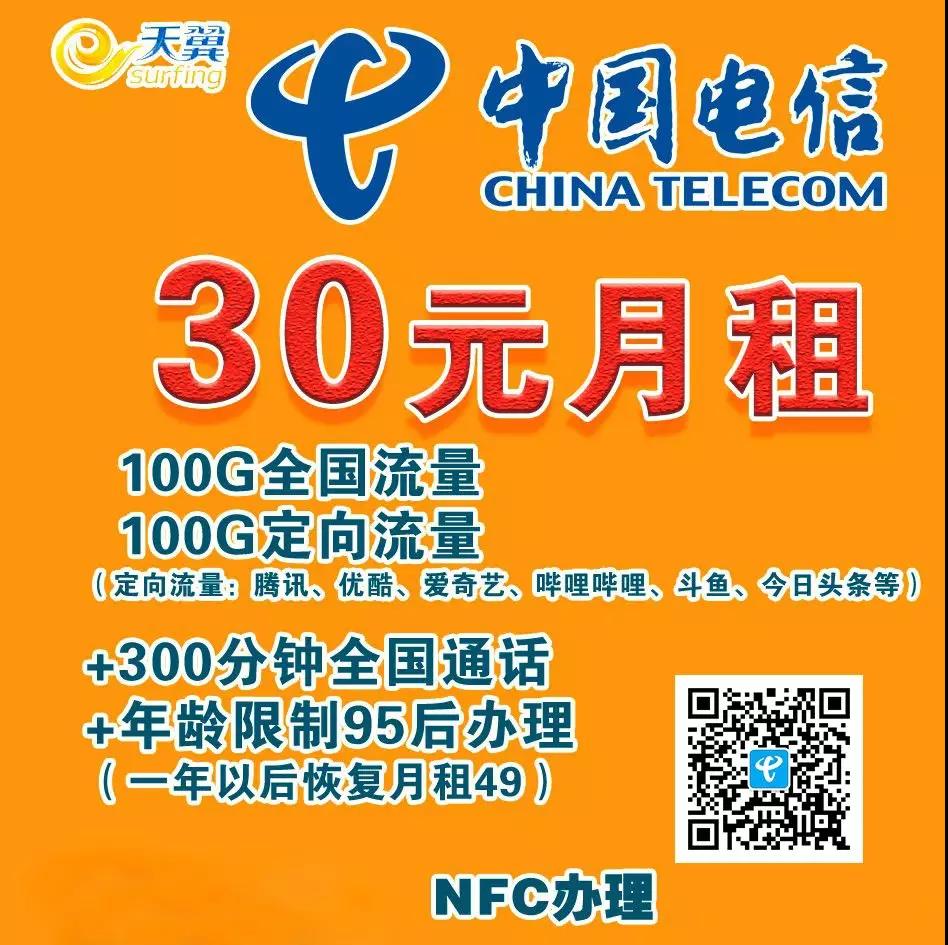 天翼
surfing
中国电信
CHINA TELECOM
30元月租
100G全国流量
100G定向流量
(定向流量：腾讯、优酷、爱奇艺、哔哩哔哩、斗鱼、今日头条等)
+300分钟全国通话
+年龄限制95后办理
(一年以后恢复月租49)
NFC办理